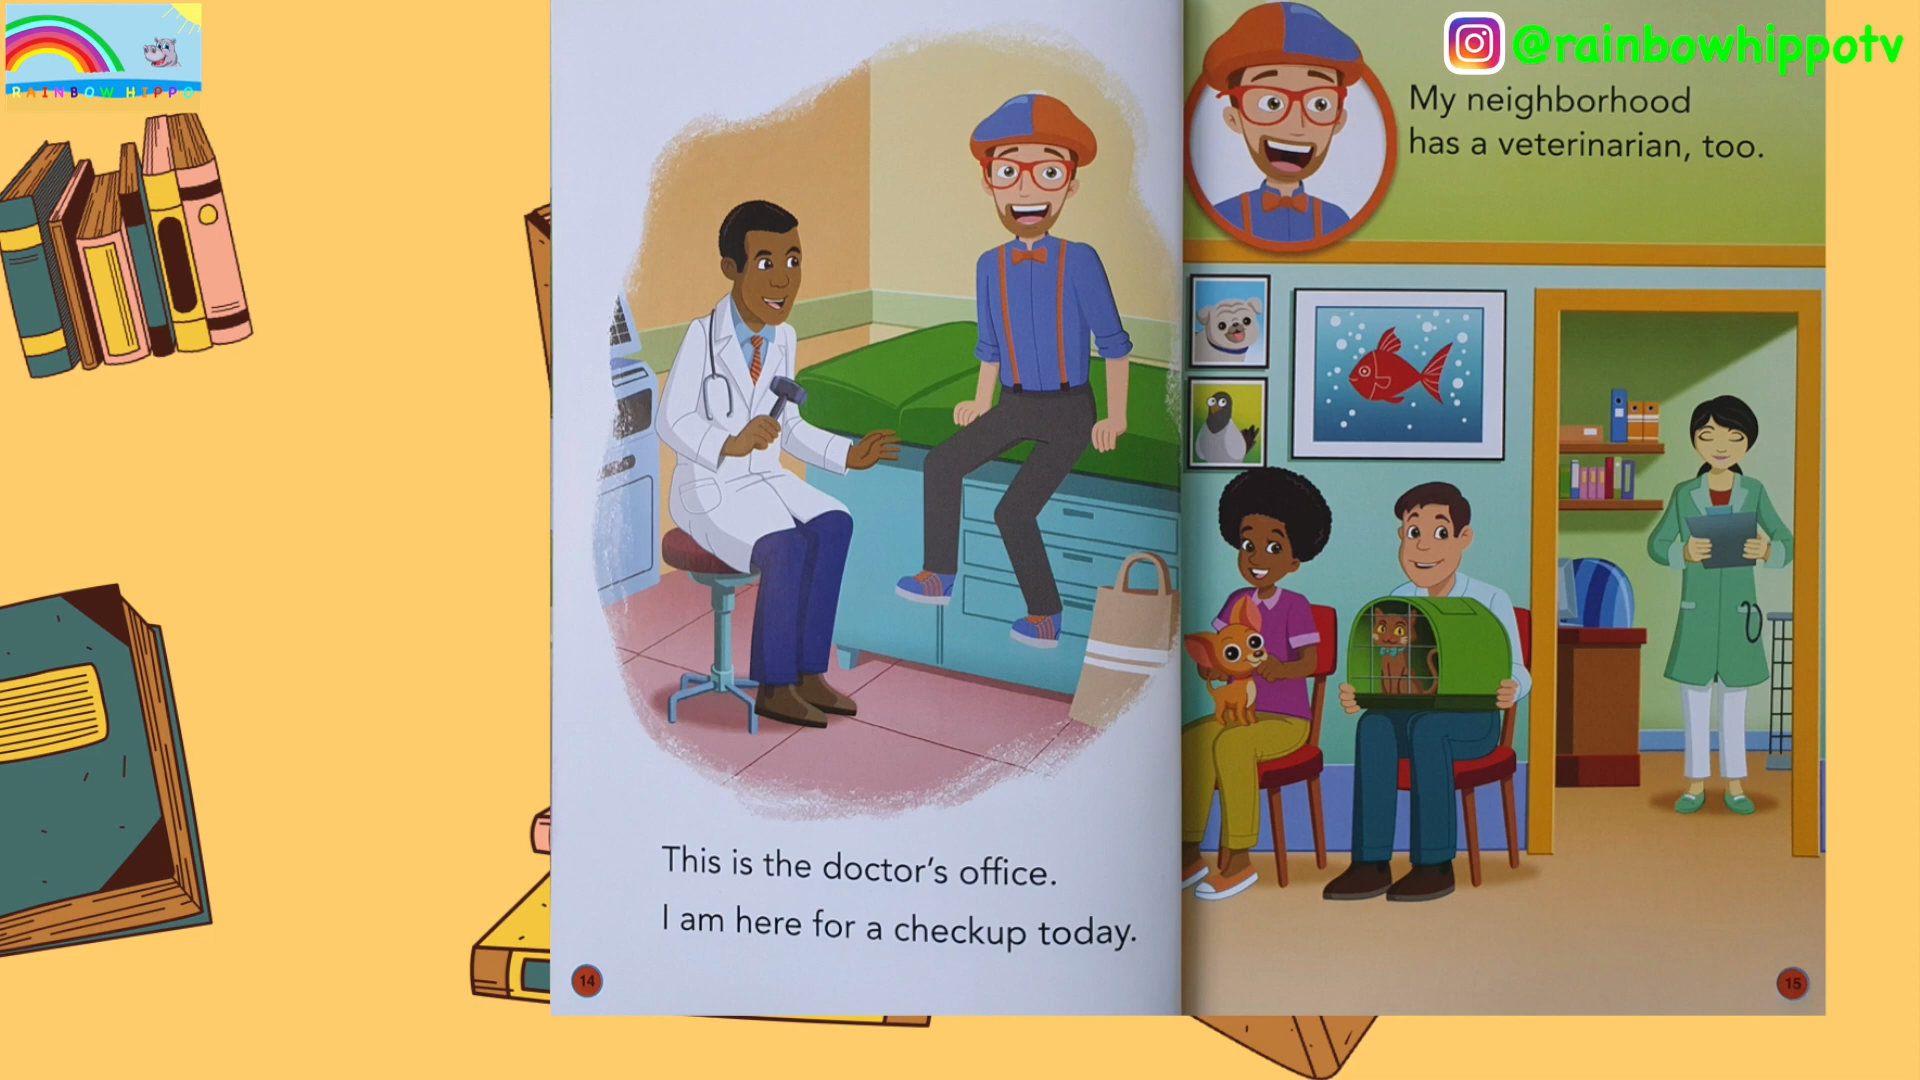 RAINBOW HIPPO
@rainbowhippotv
This is the doctor's office.
I am here for a checkup today.
14
My neighborhood
has a veterinarian, too.
15